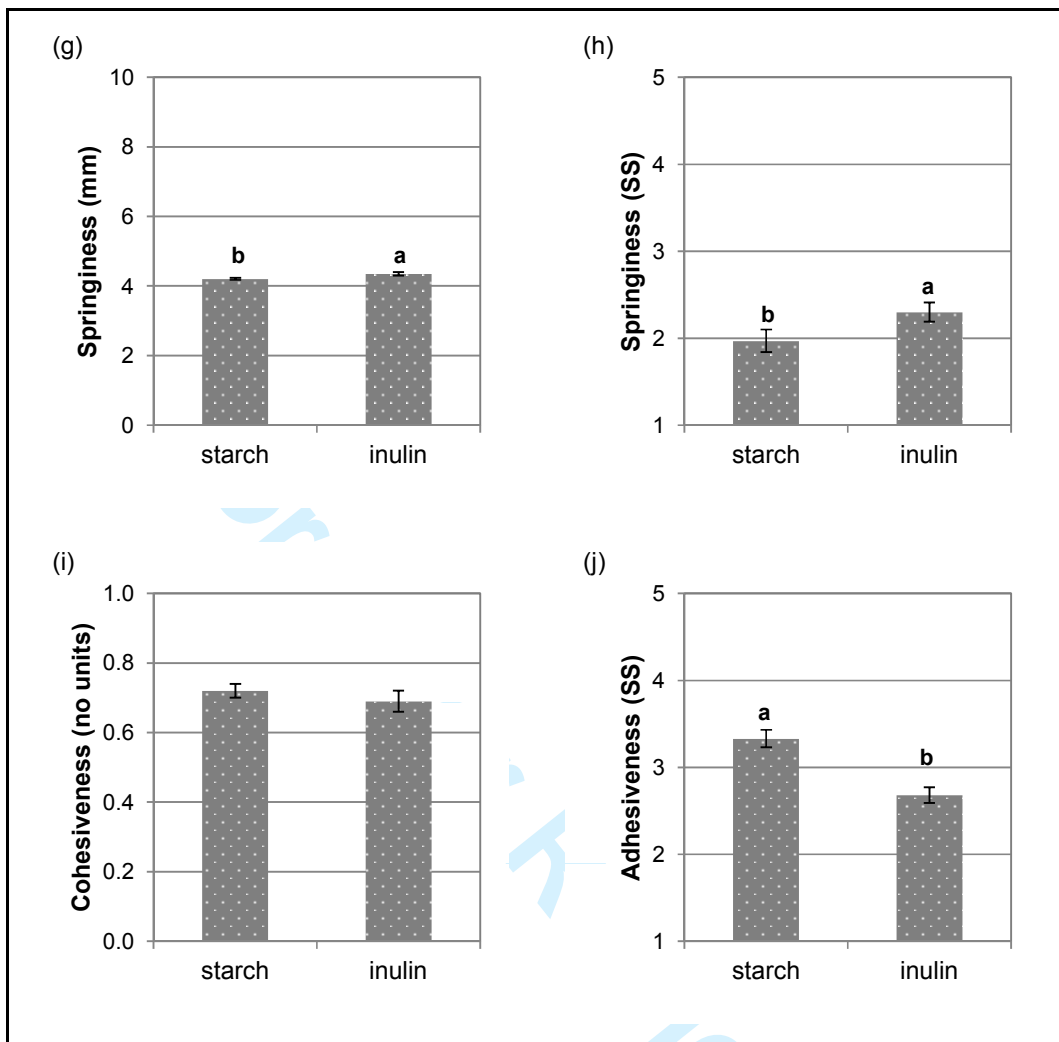 (g)
Springiness (mm)
10
8
6
4
2
0
b
a
starch
inulin
(h)
Springiness (SS)
5
4
3
2
1
b
a
starch
inulin
(i)
Cohesiveness (no units)
1.0
0.8
0.6
0.4
0.2
0.0
starch
inulin
(j)
Adhesiveness (SS)
5
4
3
2
1
a
b
starch
inulin